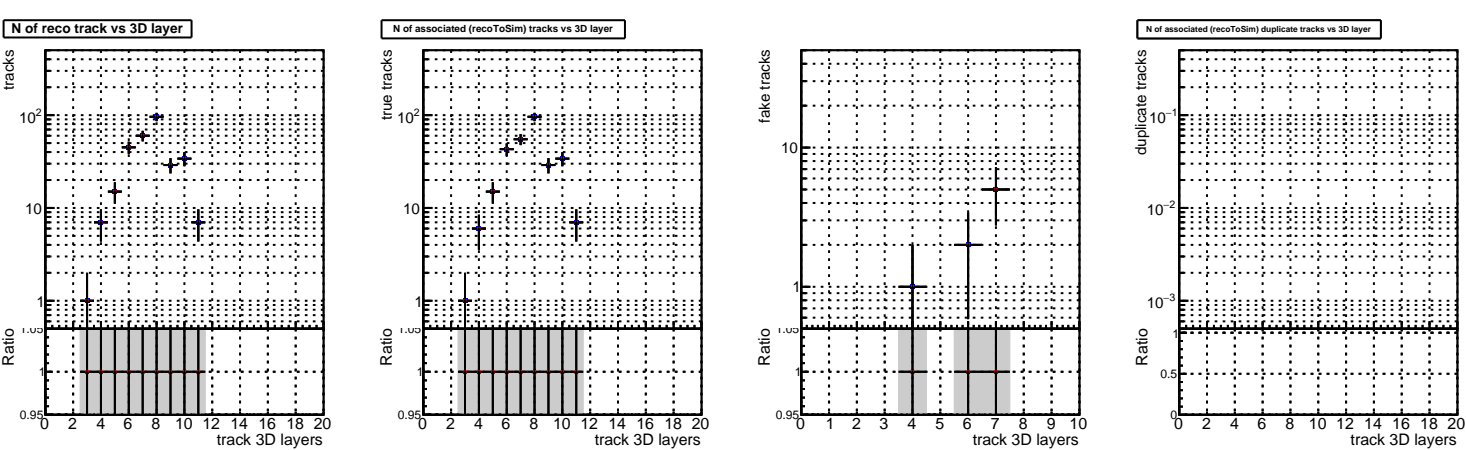 N of reco track vs 3D layer
tracks
10²
10
1
1.05
Ratio
1
0.95
0 2 4 6 8 10 12 14 16 18 20
track 3D layers
N of associated (recoToSim) tracks vs 3D layer
true tracks
10²
10
1
1.05
Ratio
1
0.95
0 2 4 6 8 10 12 14 16 18 20
track 3D layers
fake tracks
10
1
1.05
Ratio
1
0.95
0 1 2 3 4 5 6 7 8 9 10
track 3D layers
N of associated (recoToSim) duplicate tracks vs 3D layer
duplicate tracks
10⁻¹
10⁻²
10⁻³
Ratio
1
0.5
0
0 2 4 6 8 10 12 14 16 18 20
track 3D layers